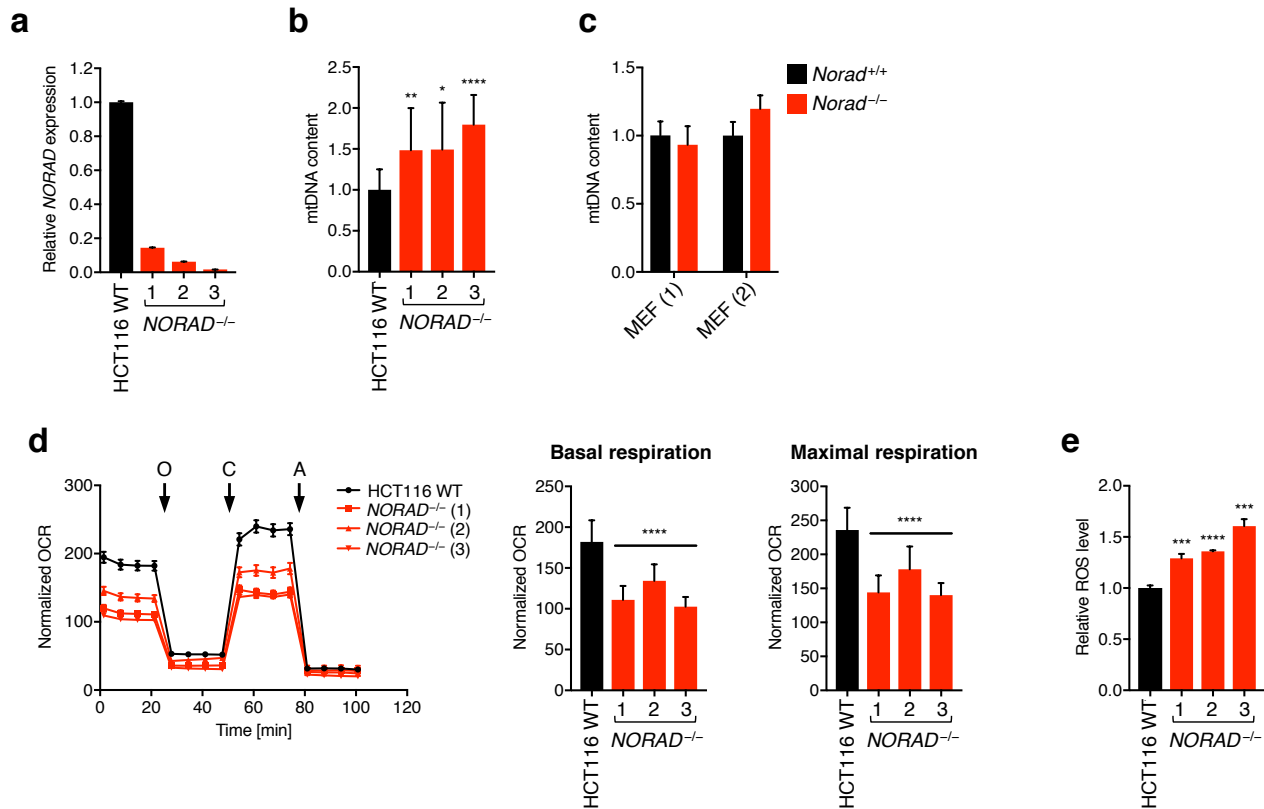 a
Relative NORAD expression
1.0
0.8
0.6
0.4
0.2
0.0
HCT116 WT
1 2 3
NORAD−/−
b
mtDNA content
2.5
2.0
1.5
1.0
0.5
0.0
** * ****
HCT116 WT
1 2 3
NORAD−/−
c
mtDNA content
1.5
1.0
0.5
0.0
MEF (1)
MEF (2)
Norad+/+
Norad−/−
d
O C A
Normalized OCR
300
200
100
0
0 20 40 60 80 100 120
Time [min]
HCT116 WT
NORAD−/− (1)
NORAD−/− (2)
NORAD−/− (3)
Basal respiration
Normalized OCR
250
200
150
100
50
0
****
HCT116 WT
1 2 3
NORAD−/−
Maximal respiration
Normalized OCR
300
250
200
150
100
50
0
****
HCT116 WT
1 2 3
NORAD−/−
e
Relative ROS level
2.0
1.5
1.0
0.5
0.0
*** **** ***
HCT116 WT
1 2 3
NORAD−/−